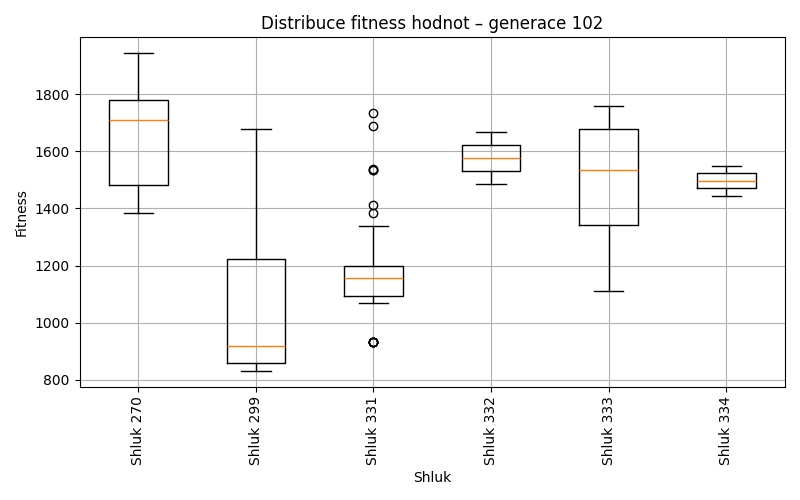 Distribuce fitness hodnot – generace 102
Fitness
1800
1600
1400
1200
1000
800
Shluk 270
Shluk 299
Shluk 331
Shluk 332
Shluk 333
Shluk 334
Shluk